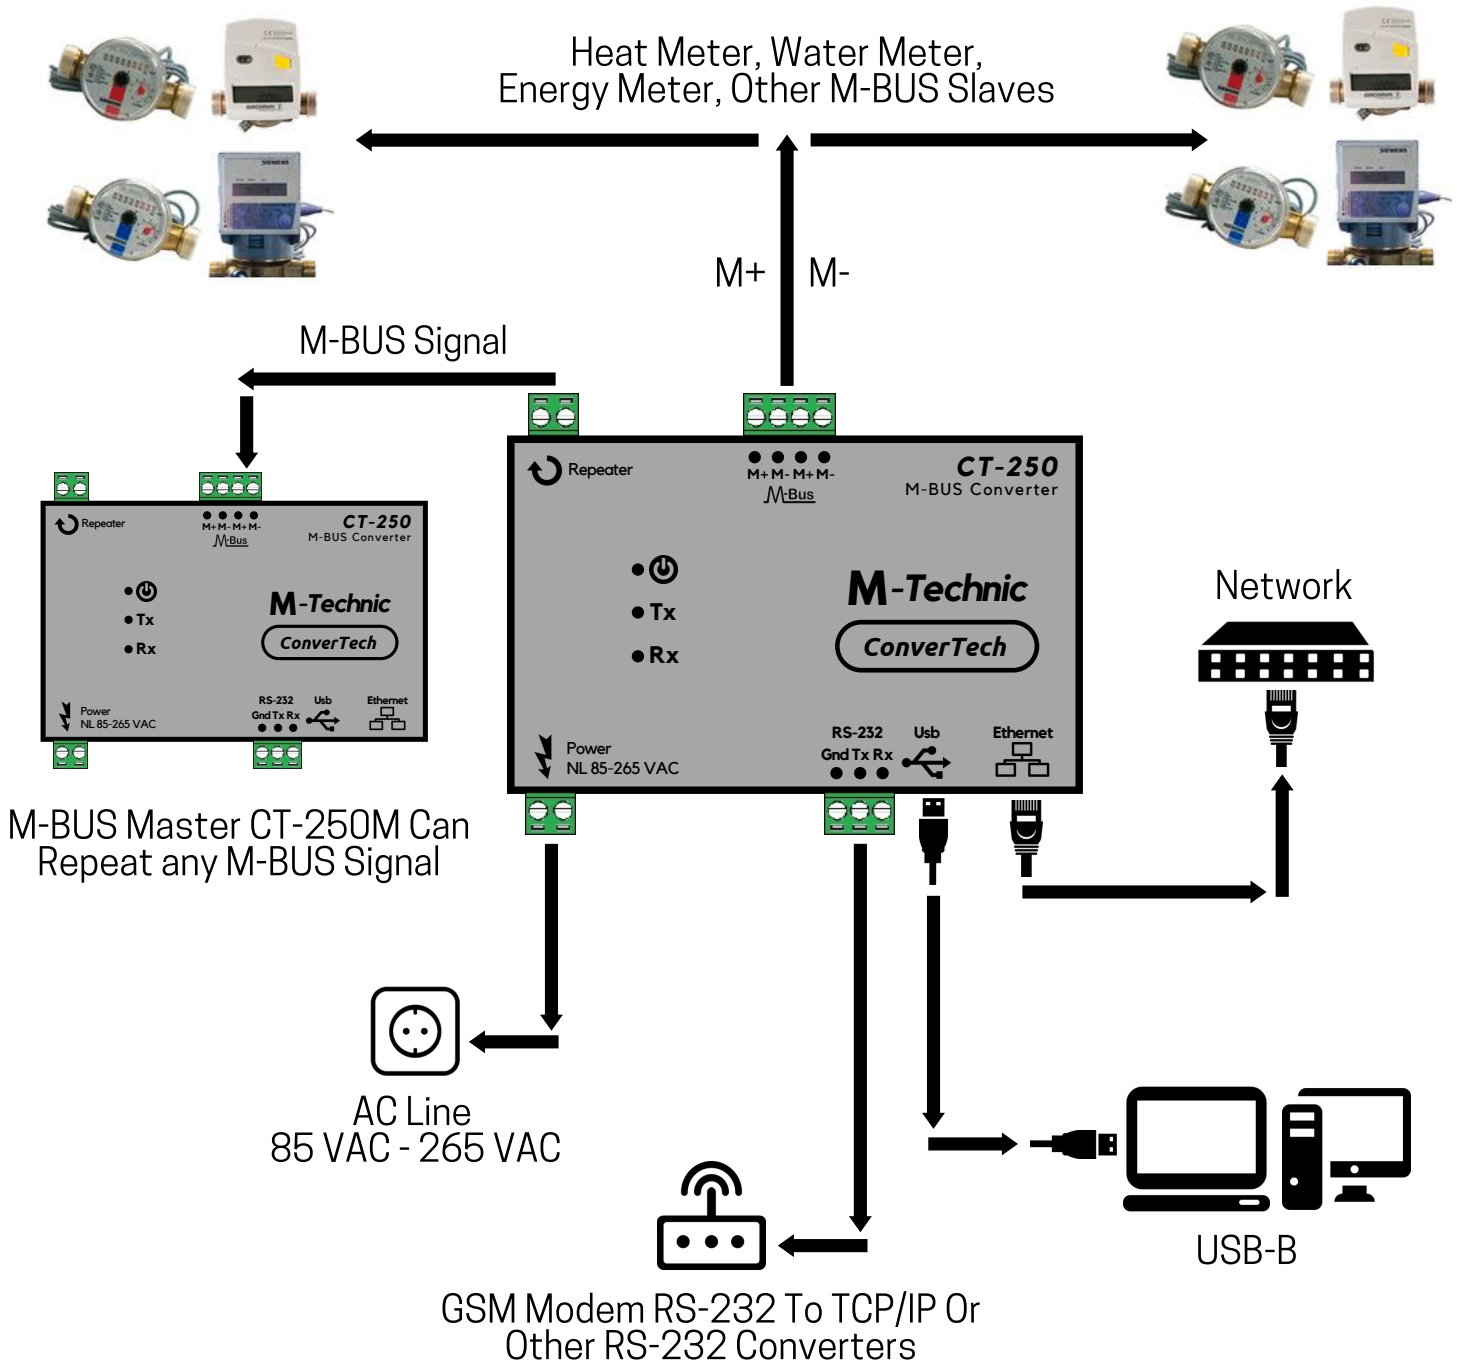 Heat Meter, Water Meter,
Energy Meter, Other M-BUS Slaves
SIEMENS
SIEMENS
M+
M-
M-BUS Signal
Repeater
M+ M- M+ M-
M-Bus
CT-250
M-BUS Converter
Tx
Rx
M-Technic
ConverTech
Power
NL 85-265 VAC
RS-232
Gnd Tx Rx
Usb
Ethernet
Repeater
M+ M- M+ M-
M-Bus
CT-250
M-BUS Converter
Tx
Rx
M-Technic
ConverTech
Power
NL 85-265 VAC
RS-232
Gnd Tx Rx
Usb
Ethernet
Network
M-BUS Master CT-250M Can
Repeat any M-BUS Signal
AC Line
85 VAC - 265 VAC
USB-B
GSM Modem RS-232 To TCP/IP Or
Other RS-232 Converters